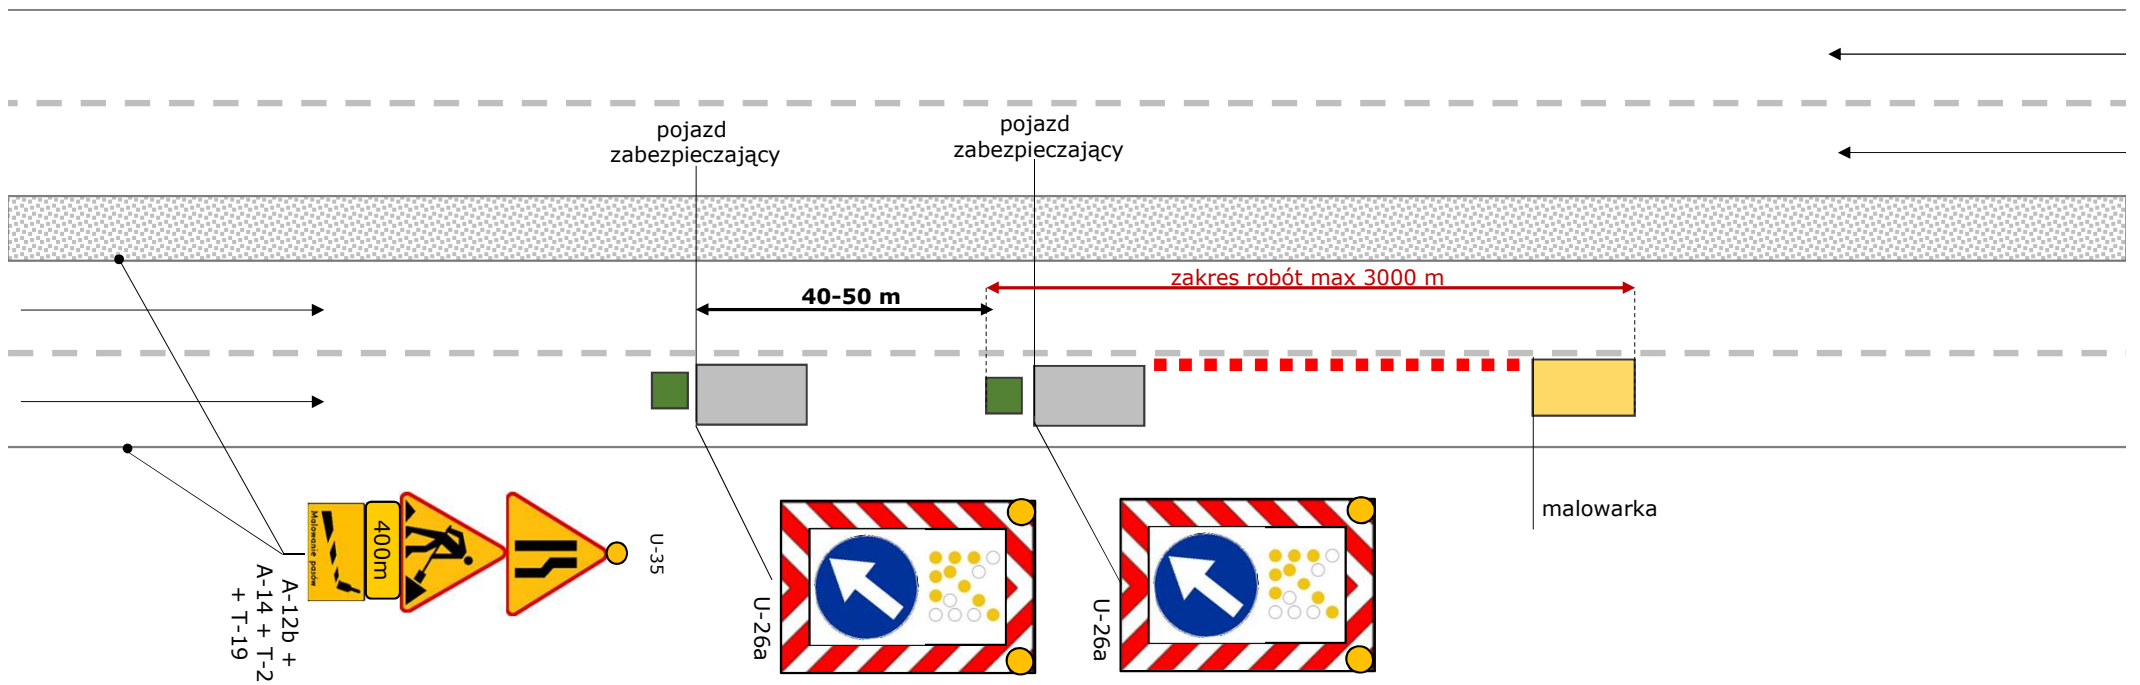 pojazd
zabezpieczający
pojazd
zabezpieczający
zakres robót max 3000 m
40-50 m
malowarka
Malowanie pasów
400m
U-35
A-12b +
A-14 + T-2
+ T-19
U-26a
U-26a